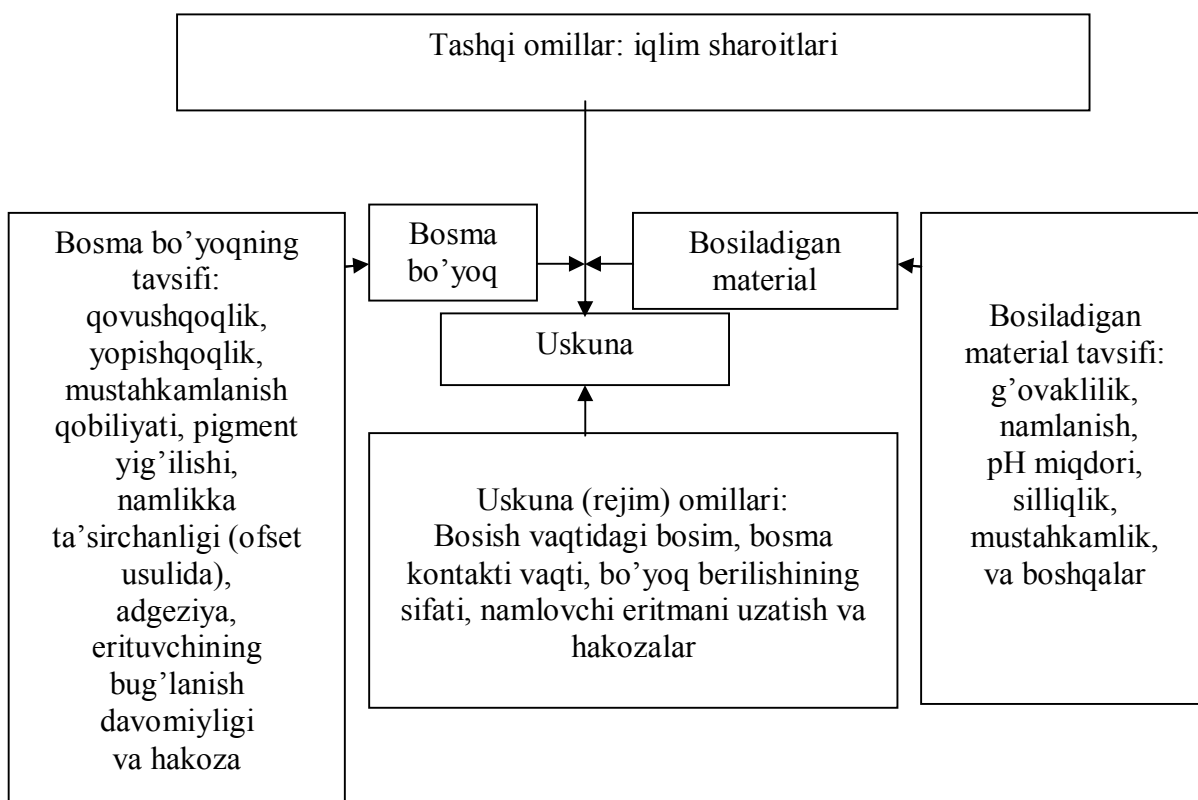 Tashqi omillar: iqlim sharoitlari
Bosma bo’yoqning
tavsifi:
qovushqoqlik,
yopishqoqlik,
mustahkamlanish
qobiliyati, pigment
yig’ilishi,
namlikka
ta’sirchanligi (ofset
usulida),
adgeziya,
erituvchining
bug’lanish
davomiyligi
va hakoza
Bosma
bo’yoq
Bosiladigan
material
Uskuna
Uskuna (rejim) omillari:
Bosish vaqtidagi bosim, bosma
kontakti vaqti, bo’yoq berilishining
sifati, namlovchi eritmani uzatish va
hakozalar
Bosiladigan
material tavsifi:
g’ovaklilik,
namlanish,
pH miqdori,
silliqlik,
mustahkamlik,
va boshqalar